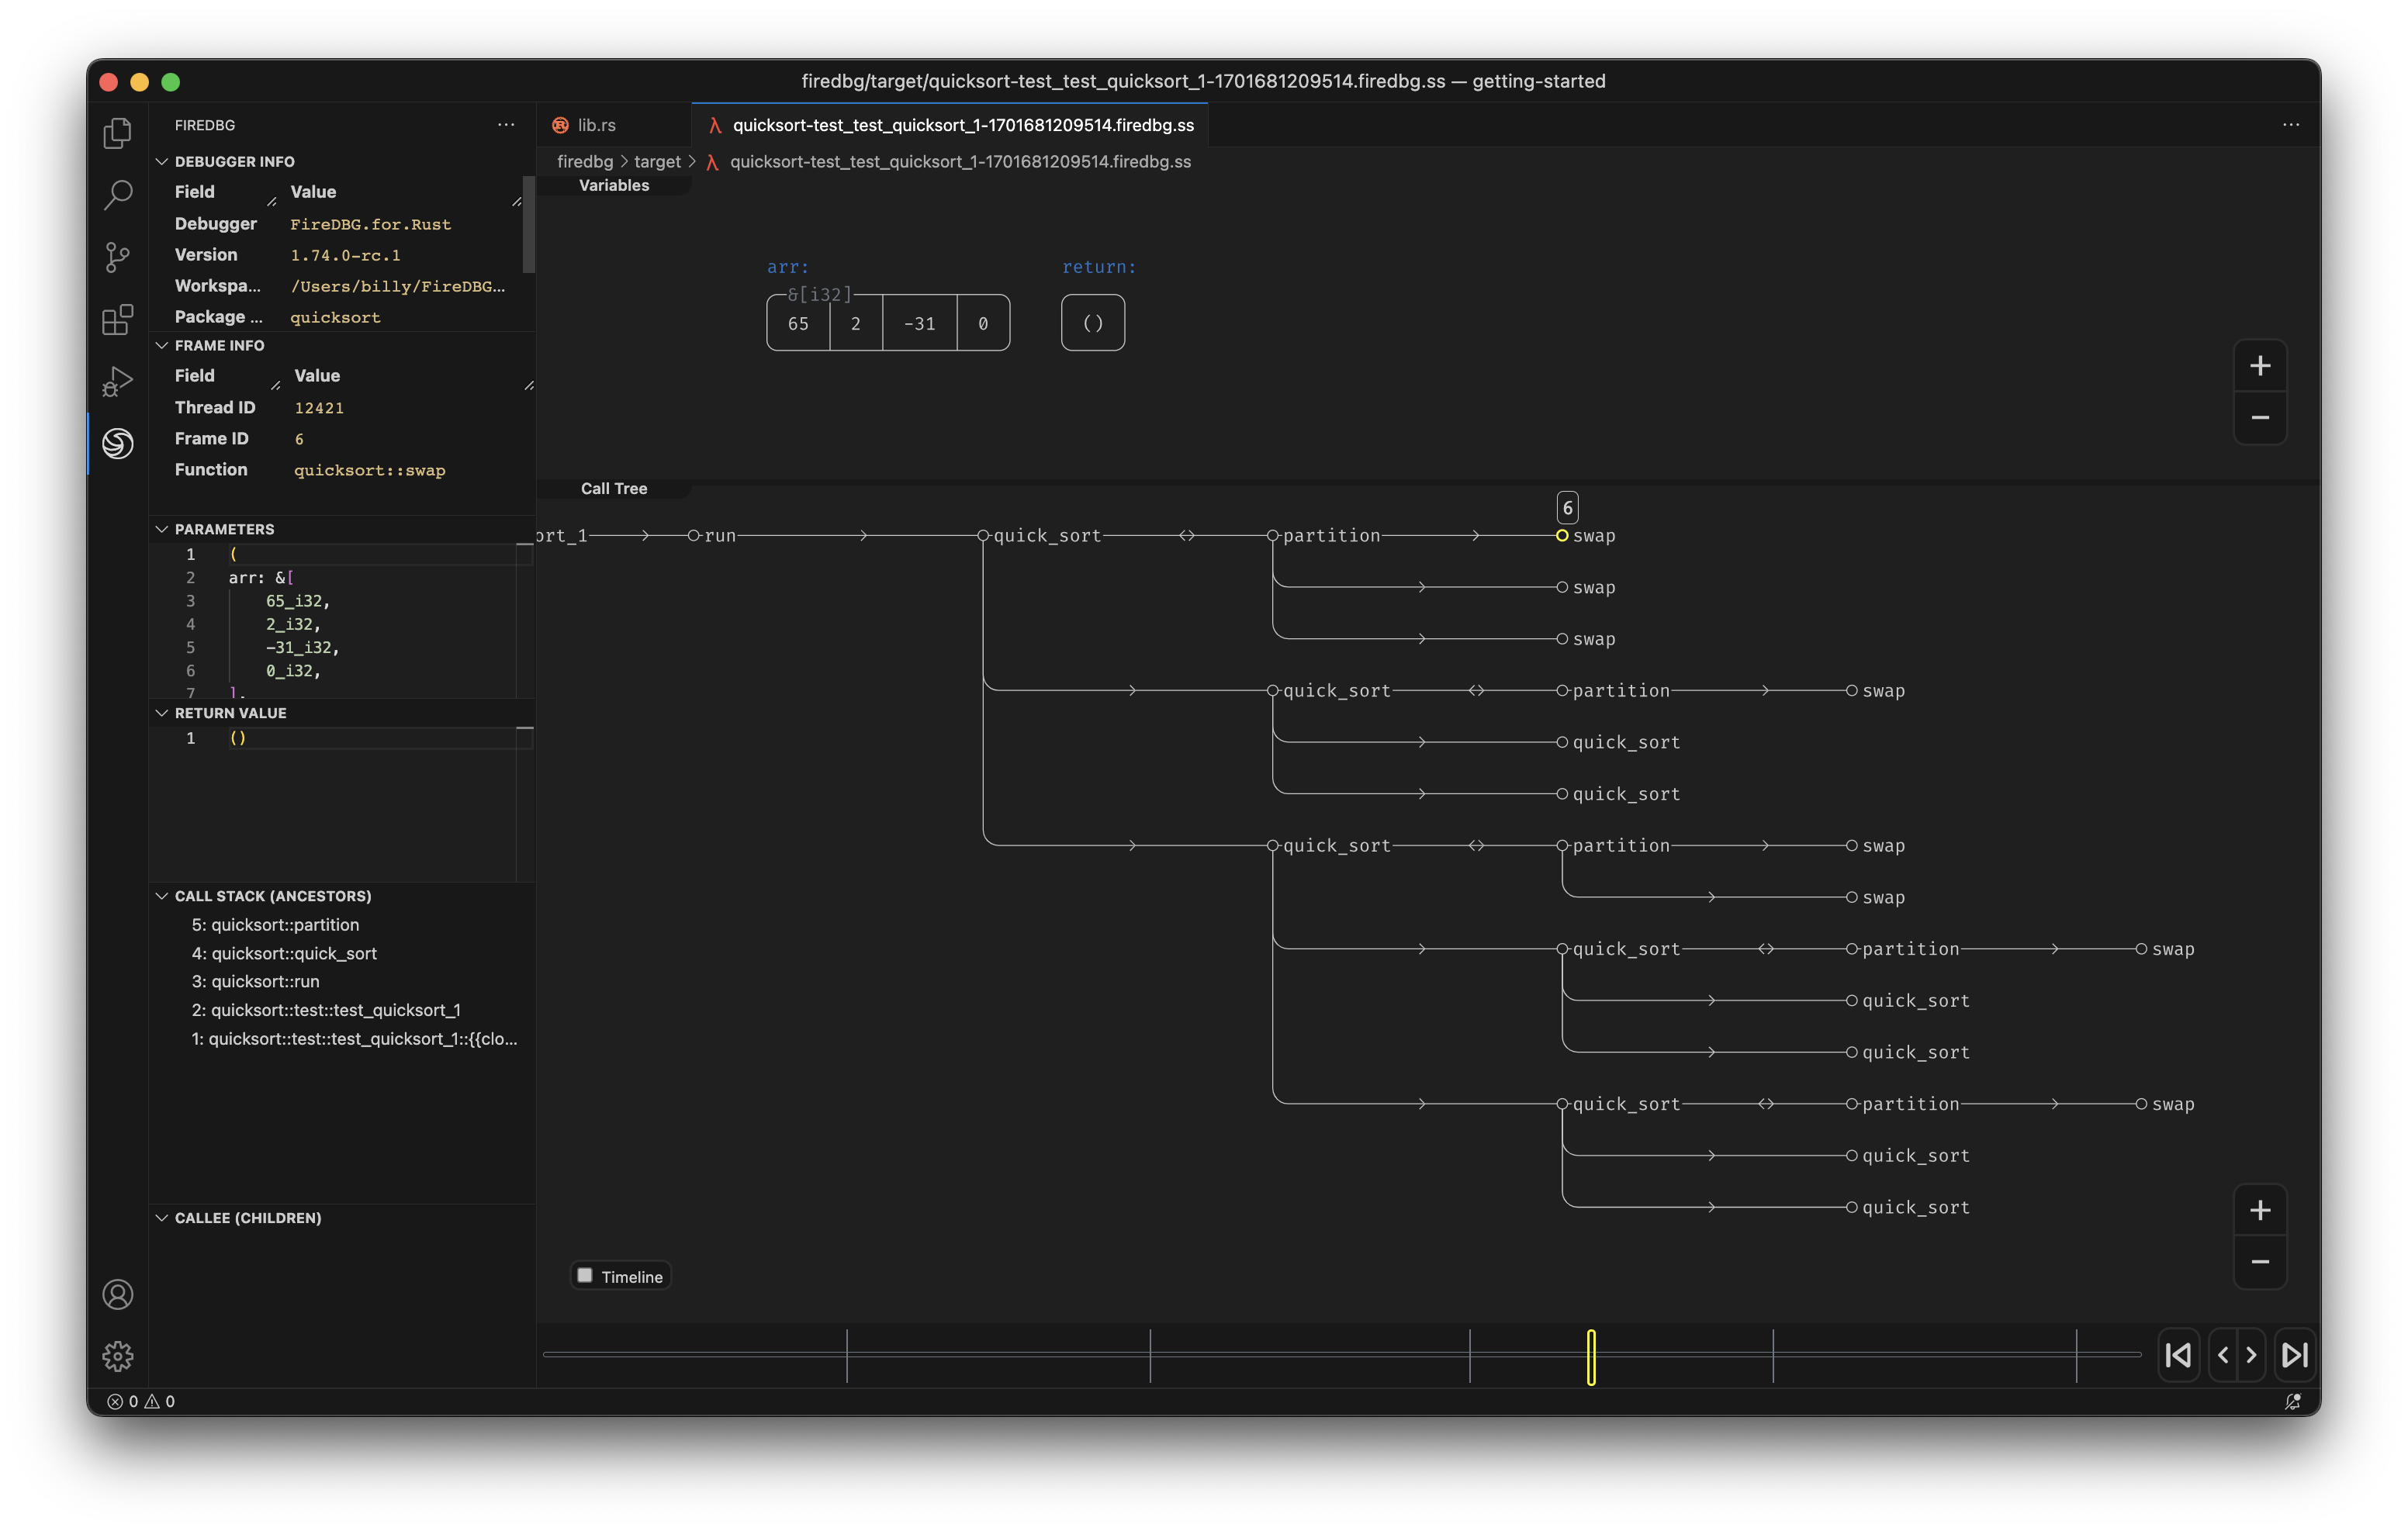 firedbg/target/quicksort-test_test_quicksort_1-1701681209514.firedbg.ss — getting-started
FIREDBG
DEBUGGER INFO
Field Value
Debugger FireDBG.for.Rust
Version 1.74.0-rc.1
Workspa... /Users/billy/FireDBG...
Package ... quicksort
FRAME INFO
Field Value
Thread ID 12421
Frame ID 6
Function quicksort::swap
PARAMETERS
1 (
2 arr: &[
3 65_i32,
4 2_i32,
5 -31_i32,
6 0_i32,
7 ],
RETURN VALUE
1 ()
CALL STACK (ANCESTORS)
5: quicksort::partition
4: quicksort::quick_sort
3: quicksort::run
2: quicksort::test::test_quicksort_1
1: quicksort::test::test_quicksort_1::{{clo...
CALLEE (CHILDREN)
lib.rs
quicksort-test_test_quicksort_1-1701681209514.firedbg.ss
firedbg > target > quicksort-test_test_quicksort_1-1701681209514.firedbg.ss
Variables
arr: return:
&[i32]
65 2 -31 0 ()
+
−
Call Tree
6
ort_1 run quick_sort partition swap
swap
swap
quick_sort partition swap
quick_sort
quick_sort
quick_sort partition swap
swap
quick_sort partition swap
quick_sort
quick_sort
quick_sort partition swap
quick_sort
quick_sort
+
−
Timeline
0 0